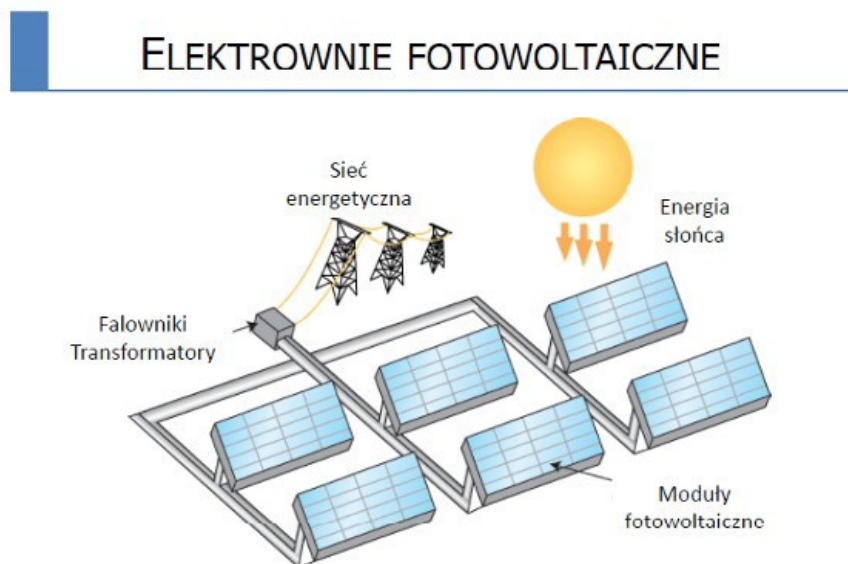 ELEKTROWNIE FOTOWOLTAICZNE
Sieć
energetyczna
Energia
słońca
Falowniki
Transformatory
Moduły
fotowoltaiczne